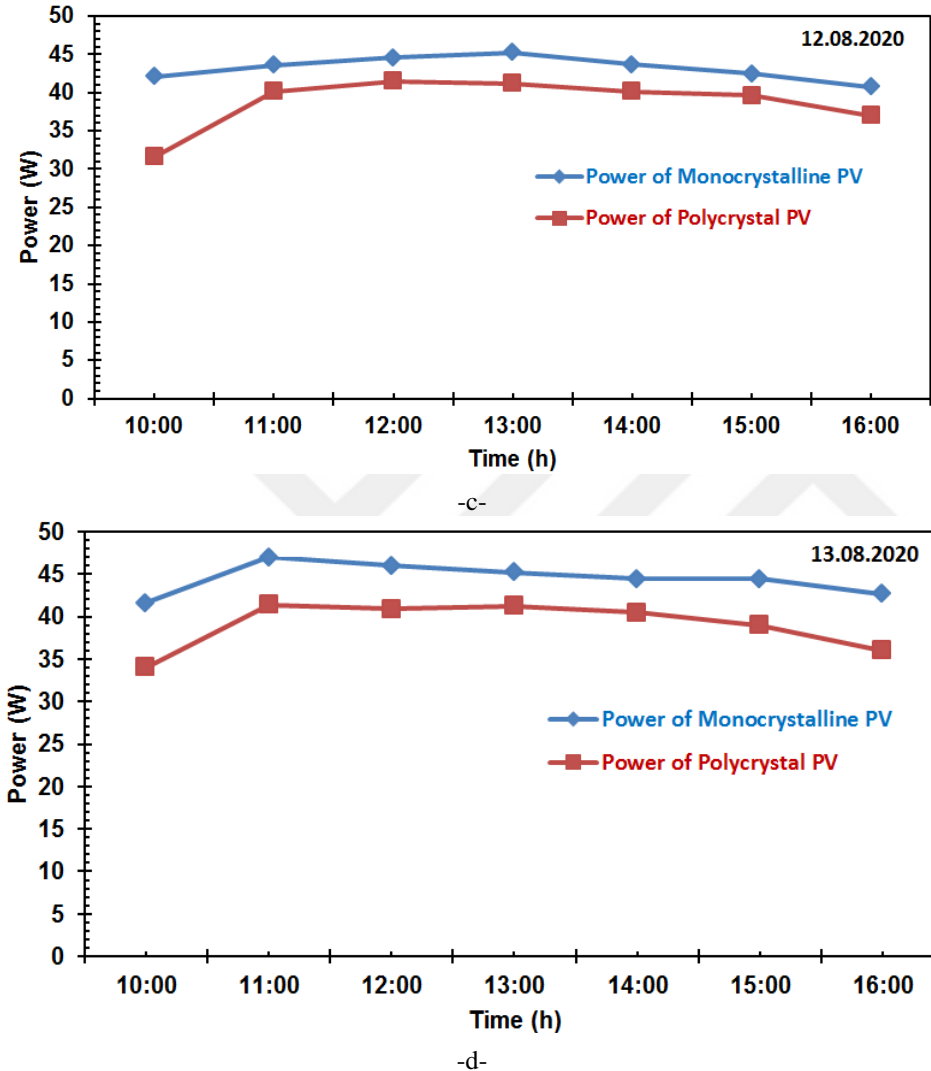 50
12.08.2020
45
40
35
30
25
20
15
10
5
0
Power (W)
Power of Monocrystalline PV
Power of Polycrystal PV
10:00 11:00 12:00 13:00 14:00 15:00 16:00
Time (h)
-c-
50
13.08.2020
45
40
35
30
25
20
15
10
5
0
Power (W)
Power of Monocrystalline PV
Power of Polycrystal PV
10:00 11:00 12:00 13:00 14:00 15:00 16:00
Time (h)
-d-